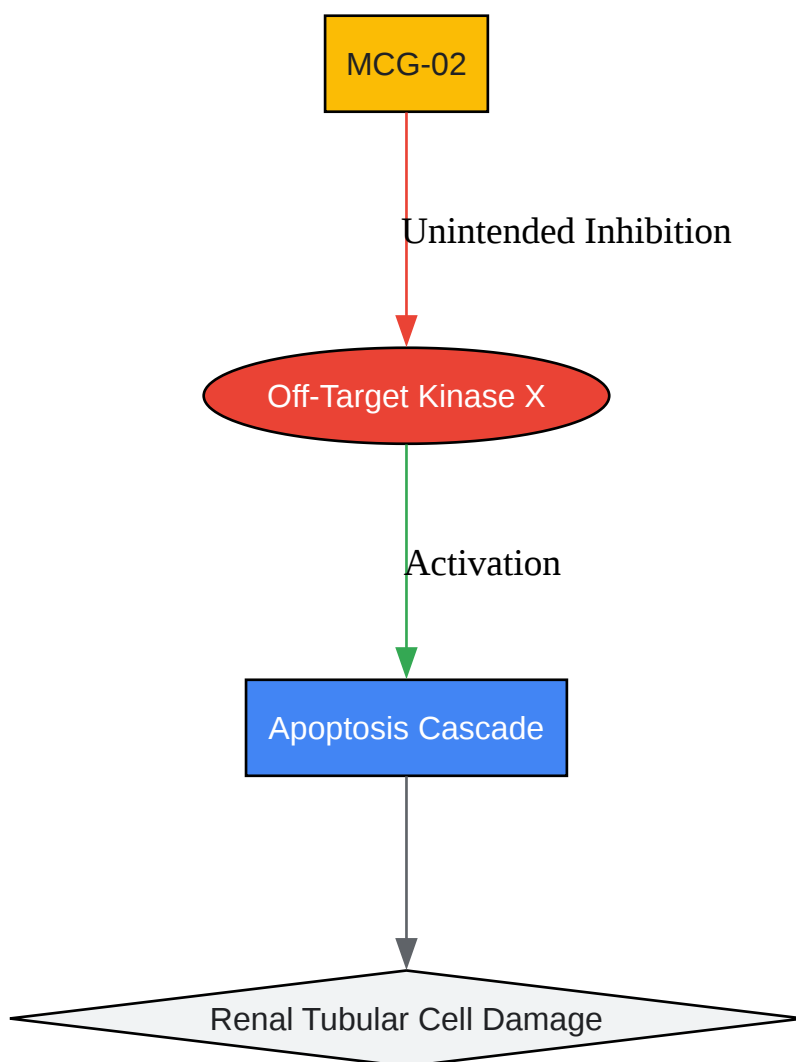 MCG-02
Unintended Inhibition
Off-Target Kinase X
Activation
Apoptosis Cascade
Renal Tubular Cell Damage